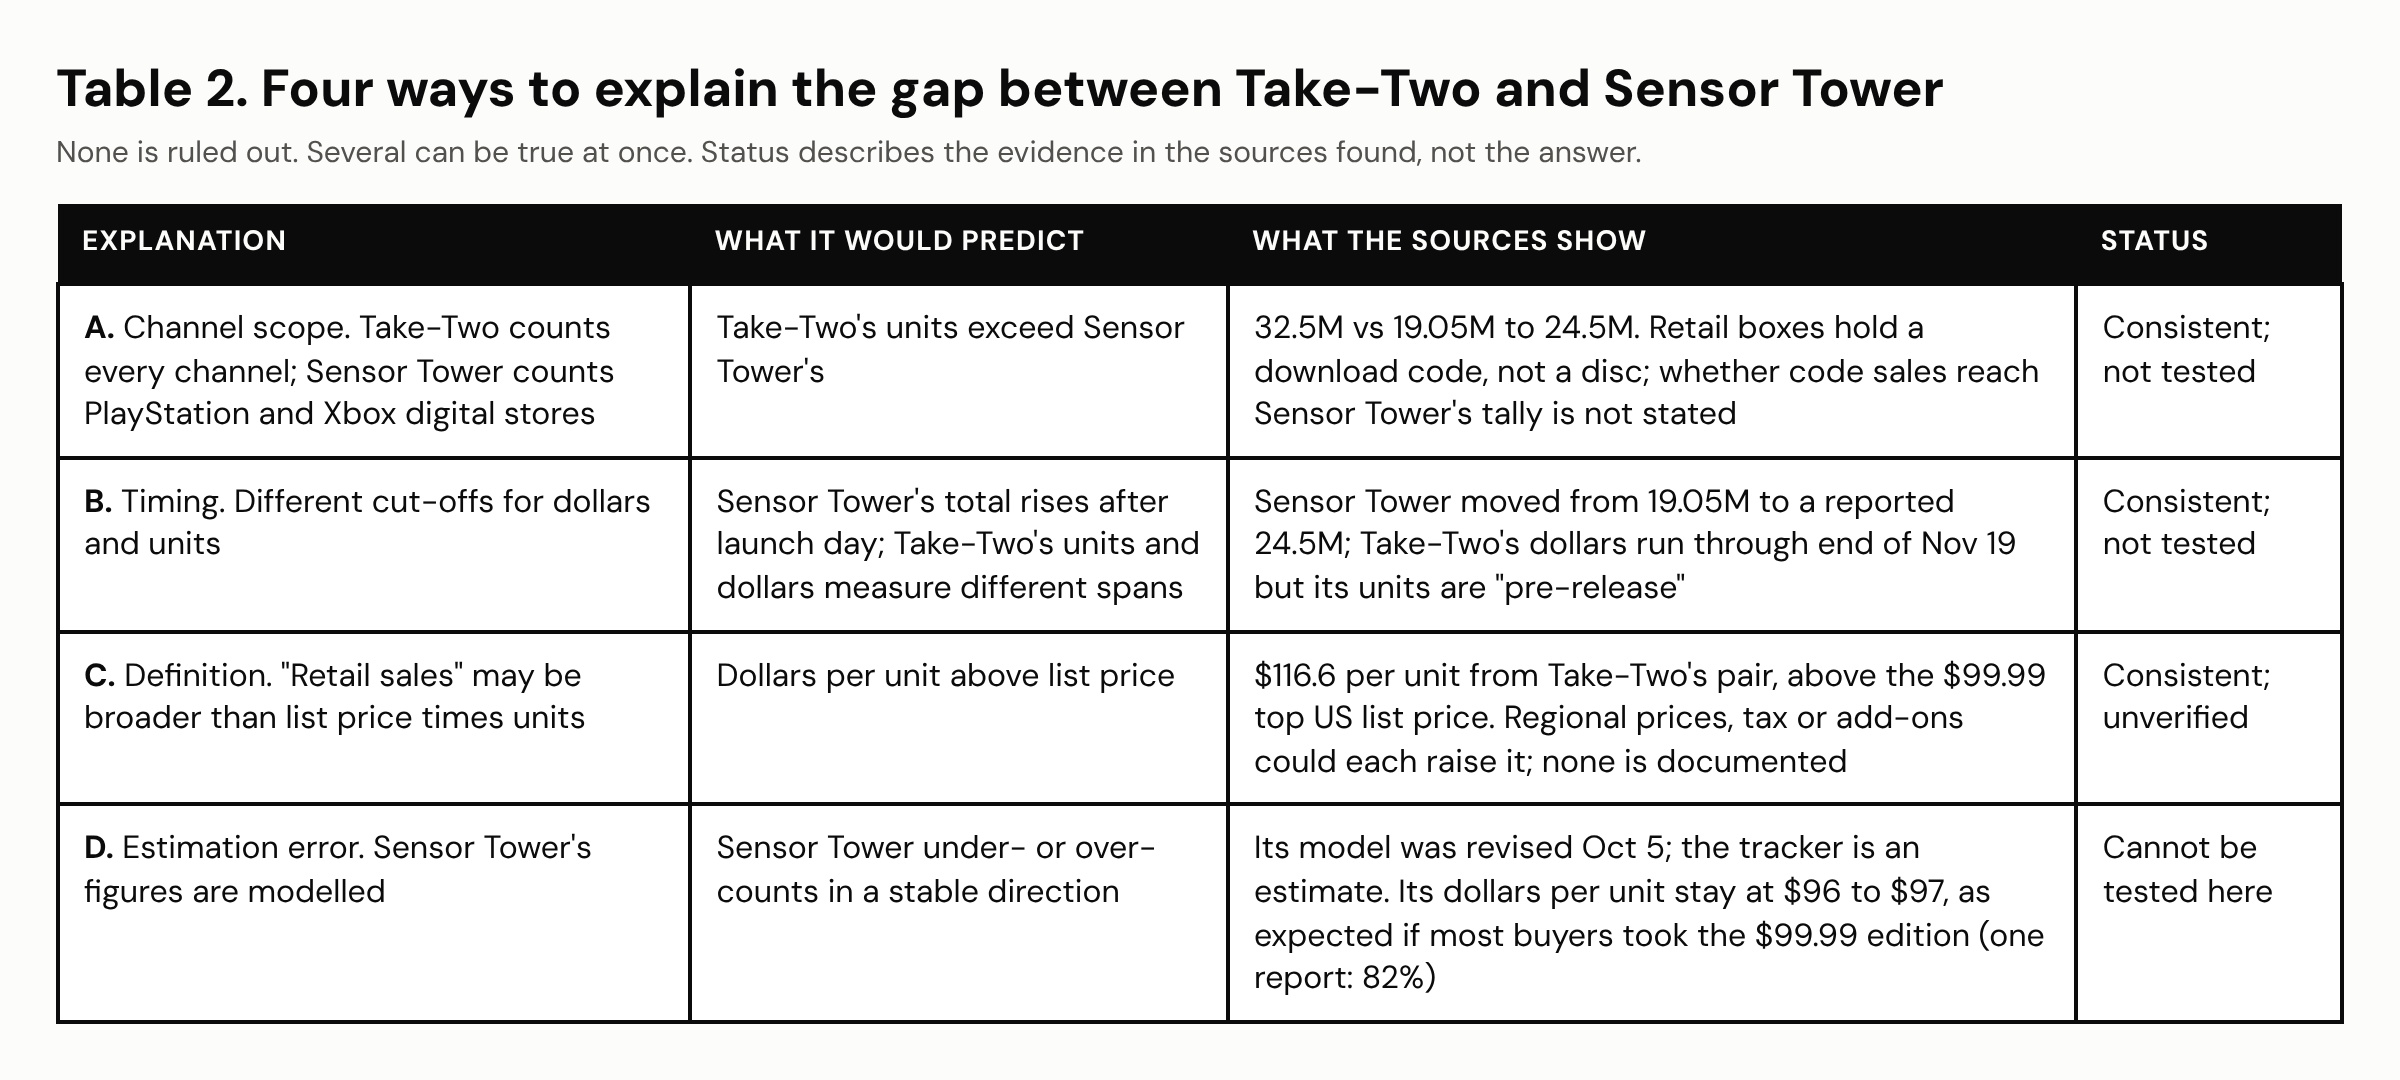 Table 2. Four ways to explain the gap between Take-Two and Sensor Tower
None is ruled out. Several can be true at once. Status describes the evidence in the sources found, not the answer.
EXPLANATION
WHAT IT WOULD PREDICT
WHAT THE SOURCES SHOW
STATUS
A. Channel scope. Take-Two counts
every channel; Sensor Tower counts
PlayStation and Xbox digital stores
Take-Two's units exceed Sensor
Tower's
32.5M vs 19.05M to 24.5M. Retail boxes hold a
download code, not a disc; whether code sales reach
Sensor Tower's tally is not stated
Consistent;
not tested
B. Timing. Different cut-offs for dollars
and units
Sensor Tower's total rises after
launch day; Take-Two's units and
dollars measure different spans
Sensor Tower moved from 19.05M to a reported
24.5M; Take-Two's dollars run through end of Nov 19
but its units are "pre-release"
Consistent;
not tested
C. Definition. "Retail sales" may be
broader than list price times units
Dollars per unit above list price
$116.6 per unit from Take-Two's pair, above the $99.99
top US list price. Regional prices, tax or add-ons
could each raise it; none is documented
Consistent;
unverified
D. Estimation error. Sensor Tower's
figures are modelled
Sensor Tower under- or over-
counts in a stable direction
Its model was revised Oct 5; the tracker is an
estimate. Its dollars per unit stay at $96 to $97, as
expected if most buyers took the $99.99 edition (one
report: 82%)
Cannot be
tested here